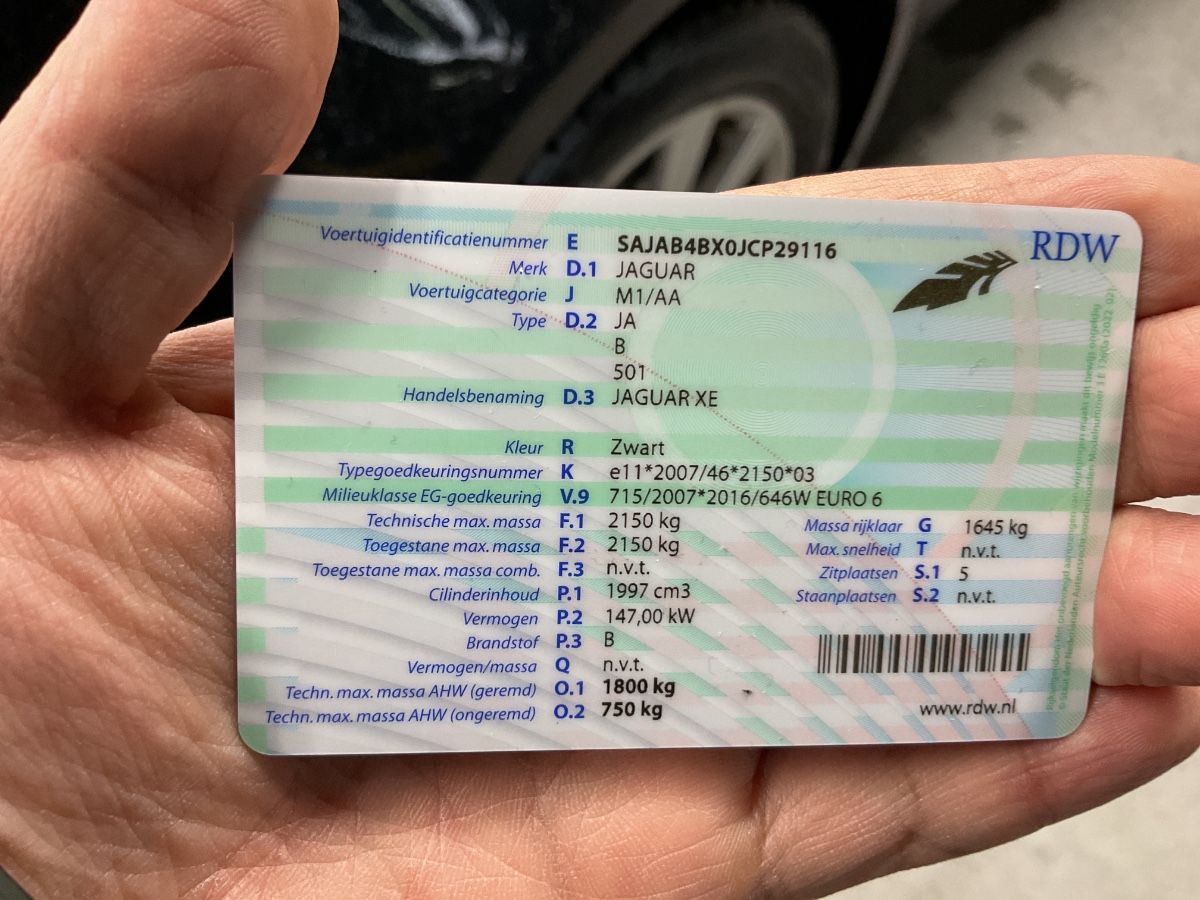 RDW
Voertuigidentificatienummer E SAJAB4BX0JCP29116
Merk D.1 JAGUAR
Voertuigcategorie J M1/AA
Type D.2 JA
B
501
Handelsbenaming D.3 JAGUAR XE
Kleur R Zwart
Typegoedkeuringsnummer K e11*2007/46*2150*03
Milieuklasse EG-goedkeuring V.9 715/2007*2016/646W EURO 6
Technische max. massa F.1 2150 kg
Massa rijklaar G 1645 kg
Toegestane max. massa F.2 2150 kg
Max. snelheid T n.v.t.
Toegestane max. massa comb. F.3 n.v.t.
Zitplaatsen S.1 5
Cilinderinhoud P.1 1997 cm3
Staanplaatsen S.2 n.v.t.
Vermogen P.2 147,00 kW
Brandstof P.3 B
Vermogen/massa Q n.v.t.
Techn. max. massa AHW (geremd) O.1 1800 kg
Techn. max. massa AHW (ongeremd) O.2 750 kg
www.rdw.nl